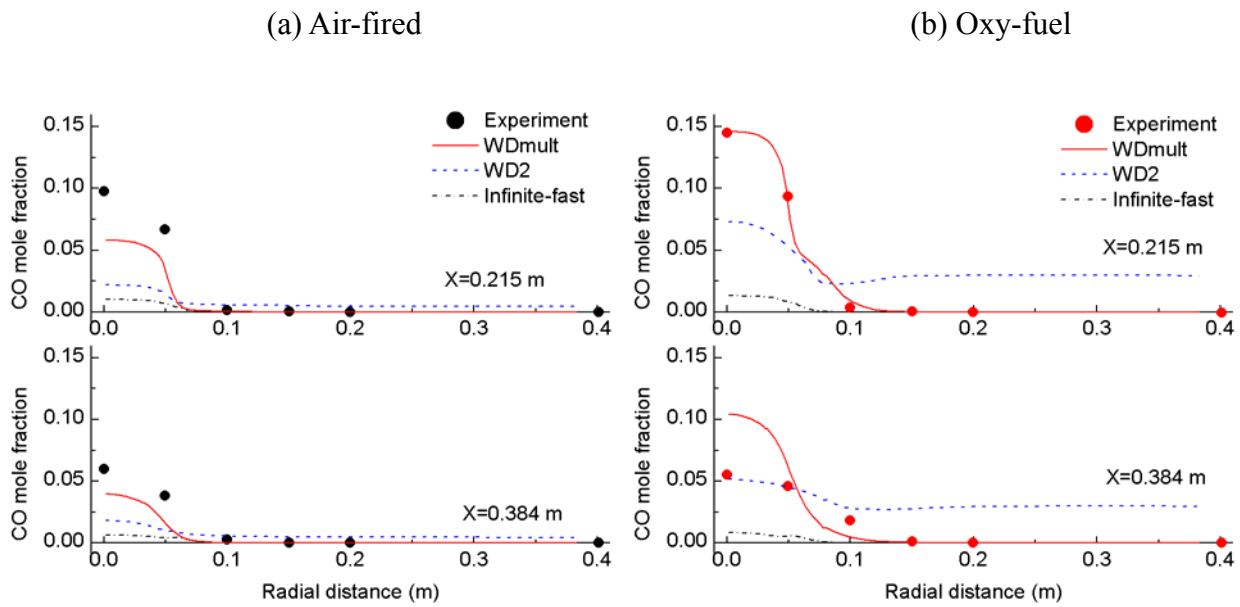 (a) Air-fired
(b) Oxy-fuel
CO mole fraction
0.15
0.10
0.05
0.00
Experiment
WDmult
WD2
Infinite-fast
X=0.215 m
0.0 0.1 0.2 0.3 0.4
CO mole fraction
0.15
0.10
0.05
0.00
X=0.384 m
0.0 0.1 0.2 0.3 0.4
Radial distance (m)
CO mole fraction
0.15
0.10
0.05
0.00
Experiment
WDmult
WD2
Infinite-fast
X=0.215 m
0.0 0.1 0.2 0.3 0.4
CO mole fraction
0.15
0.10
0.05
0.00
X=0.384 m
0.0 0.1 0.2 0.3 0.4
Radial distance (m)